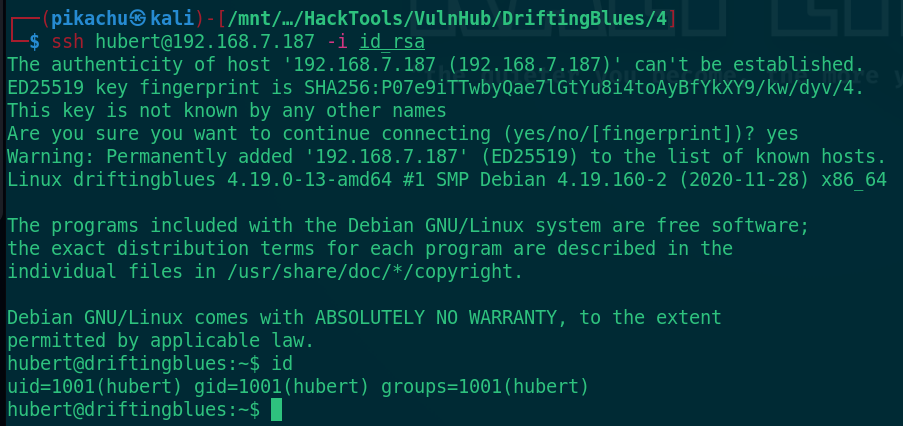 ┌──(pikachu㉿kali)-[/mnt/…/HackTools/VulnHub/DriftingBlues/4]
└─$ ssh hubert@192.168.7.187 -i id_rsa
The authenticity of host '192.168.7.187 (192.168.7.187)' can't be established.
ED25519 key fingerprint is SHA256:P07e9iTTwbyQae7lGtYu8i4toAyBfYkXY9/kw/dyv/4.
This key is not known by any other names
Are you sure you want to continue connecting (yes/no/[fingerprint])? yes
Warning: Permanently added '192.168.7.187' (ED25519) to the list of known hosts.
Linux driftingblues 4.19.0-13-amd64 #1 SMP Debian 4.19.160-2 (2020-11-28) x86_64

The programs included with the Debian GNU/Linux system are free software;
the exact distribution terms for each program are described in the
individual files in /usr/share/doc/*/copyright.

Debian GNU/Linux comes with ABSOLUTELY NO WARRANTY, to the extent
permitted by applicable law.
hubert@driftingblues:~$ id
uid=1001(hubert) gid=1001(hubert) groups=1001(hubert)
hubert@driftingblues:~$